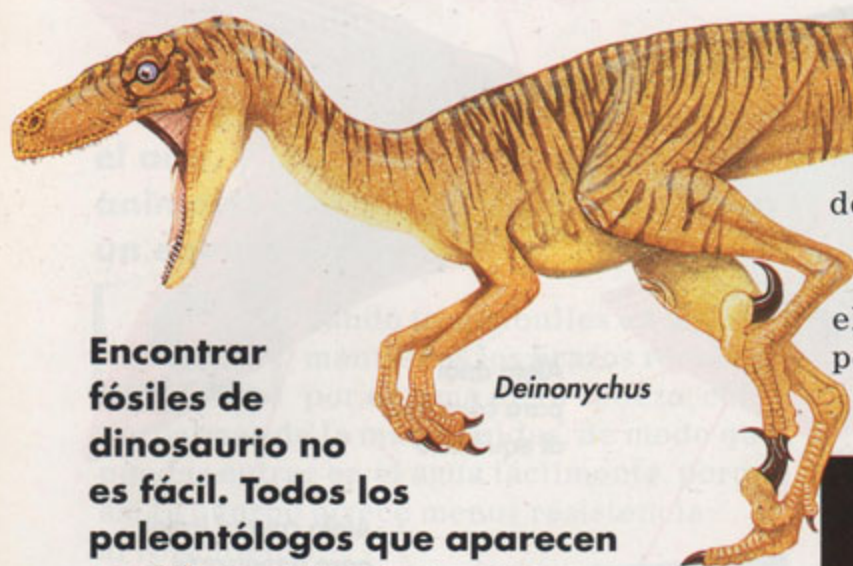 Encontrar
fósiles de
dinosaurio no
es fácil. Todos los
paleontólogos que aparecen
Deinonychus